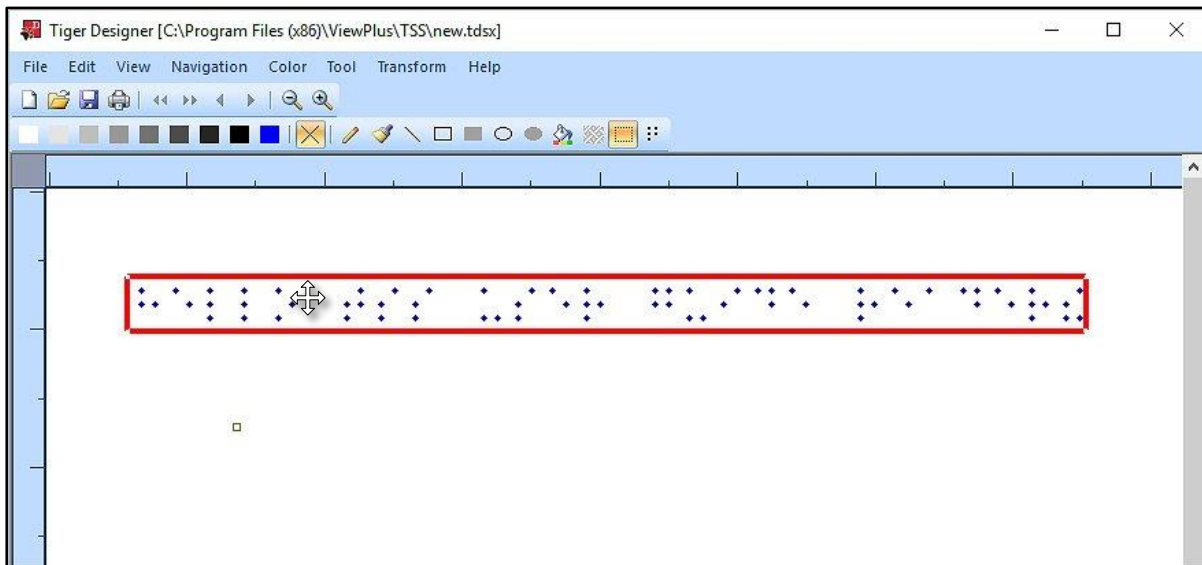 Tiger Designer [C:\Program Files (x86)\ViewPlus\TSS\new.tdsx]
File Edit View Navigation Color Tool Transform Help
⠓⠑⠇⠇⠕ ⠞⠎⠎ ⠥⠎⠑⠗ ⠛⠥⠊⠙⠑ ⠗⠑⠁⠙⠑⠗⠮